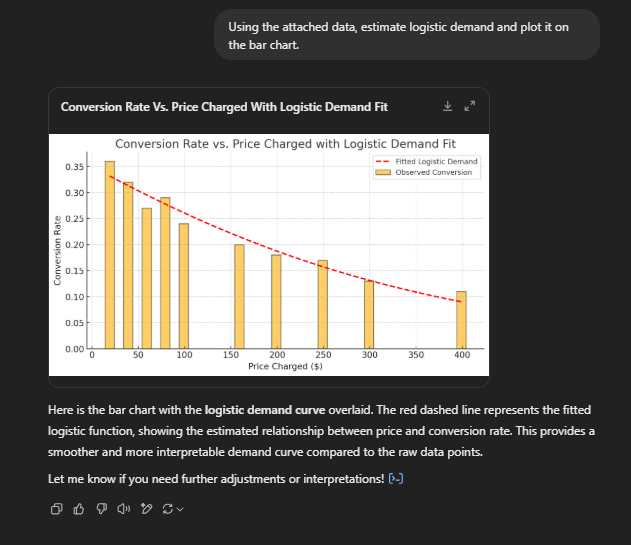 Using the attached data, estimate logistic demand and plot it on
the bar chart.
Conversion Rate Vs. Price Charged With Logistic Demand Fit
Conversion Rate vs. Price Charged with Logistic Demand Fit
Fitted Logistic Demand
Observed Conversion
Conversion Rate
0.35
0.30
0.25
0.20
0.15
0.10
0.05
0.00
0 50 100 150 200 250 300 350 400
Price Charged ($)
Here is the bar chart with the logistic demand curve overlaid. The red dashed line represents the fitted
logistic function, showing the estimated relationship between price and conversion rate. This provides a
smoother and more interpretable demand curve compared to the raw data points.
Let me know if you need further adjustments or interpretations!